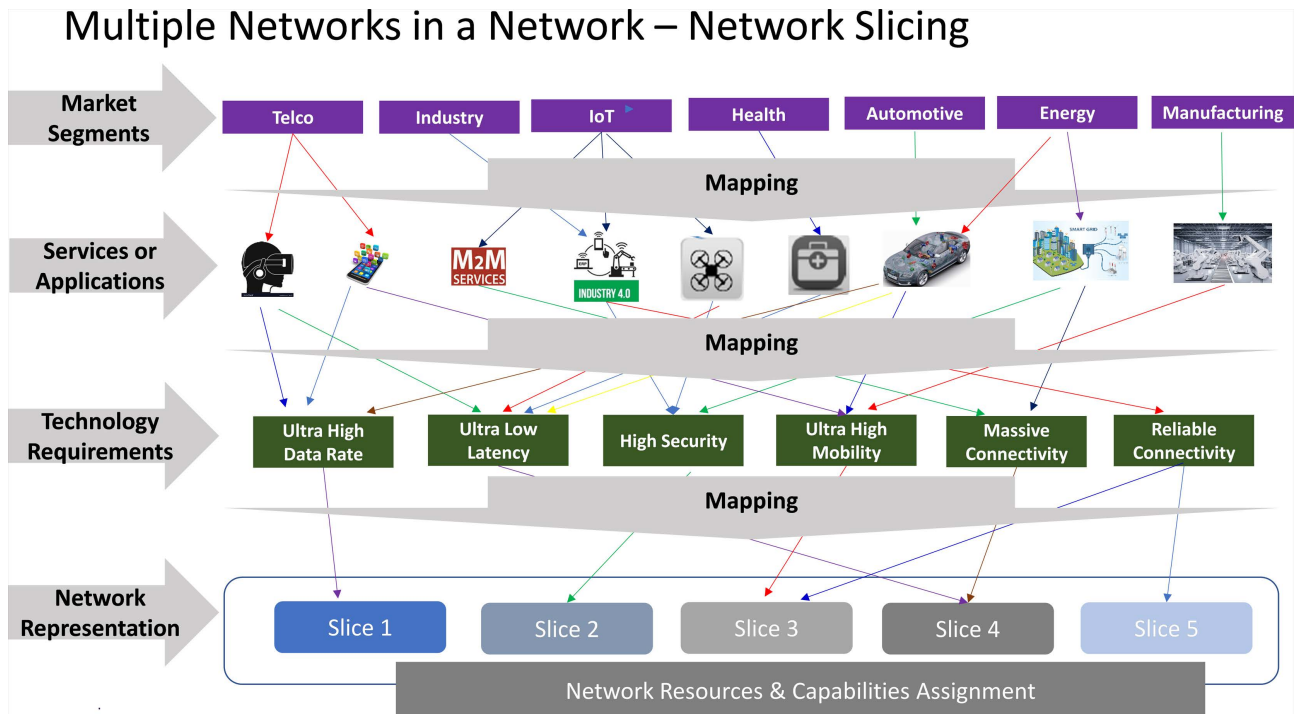 Multiple Networks in a Network – Network Slicing
Market
Segments
Telco
Industry
IoT
Health
Automotive
Energy
Manufacturing
Mapping
Services or
Applications
M2M
SERVICES
INDUSTRY 4.0
SMART GRID
Mapping
Technology
Requirements
Ultra High
Data Rate
Ultra Low
Latency
High Security
Ultra High
Mobility
Massive
Connectivity
Reliable
Connectivity
Mapping
Network
Representation
Slice 1
Slice 2
Slice 3
Slice 4
Slice 5
Network Resources & Capabilities Assignment